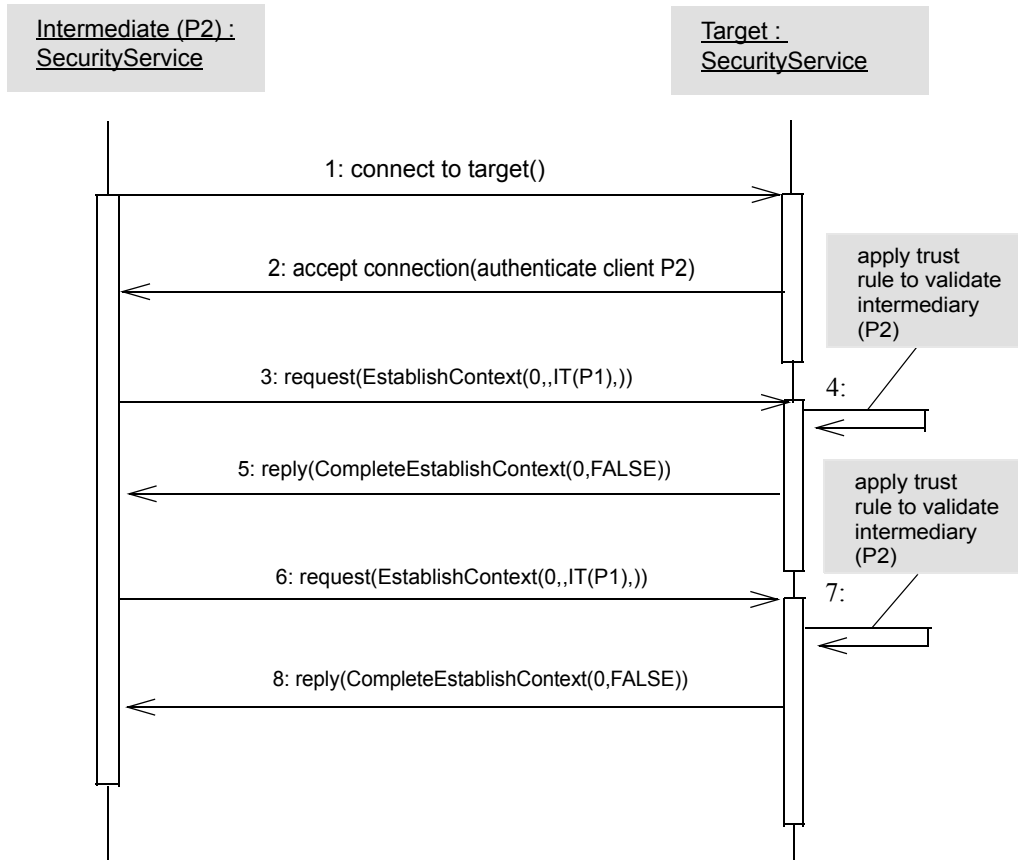 Intermediate (P2) :
SecurityService
Target :
SecurityService
1: connect to target()
2: accept connection(authenticate client P2)
apply trust
rule to validate
intermediary
(P2)
3: request(EstablishContext(0,,IT(P1),))
4:
5: reply(CompleteEstablishContext(0,FALSE))
apply trust
rule to validate
intermediary
(P2)
6: request(EstablishContext(0,,IT(P1),))
7:
8: reply(CompleteEstablishContext(0,FALSE))